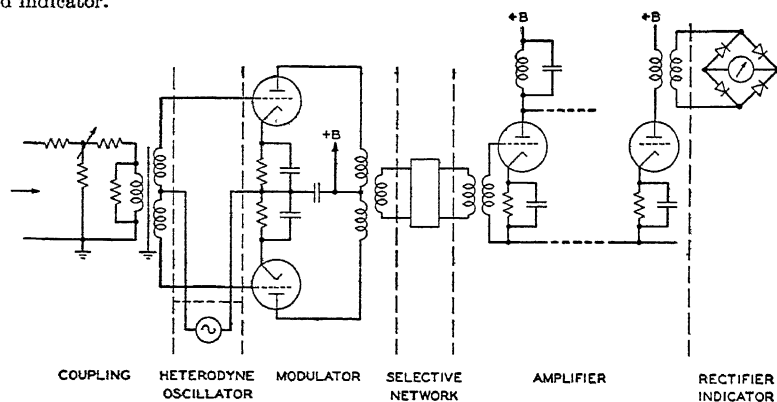 d indicator.
+B
+B
+B
COUPLING
HETERODYNE
OSCILLATOR
MODULATOR
SELECTIVE
NETWORK
AMPLIFIER
RECTIFIER
INDICATOR